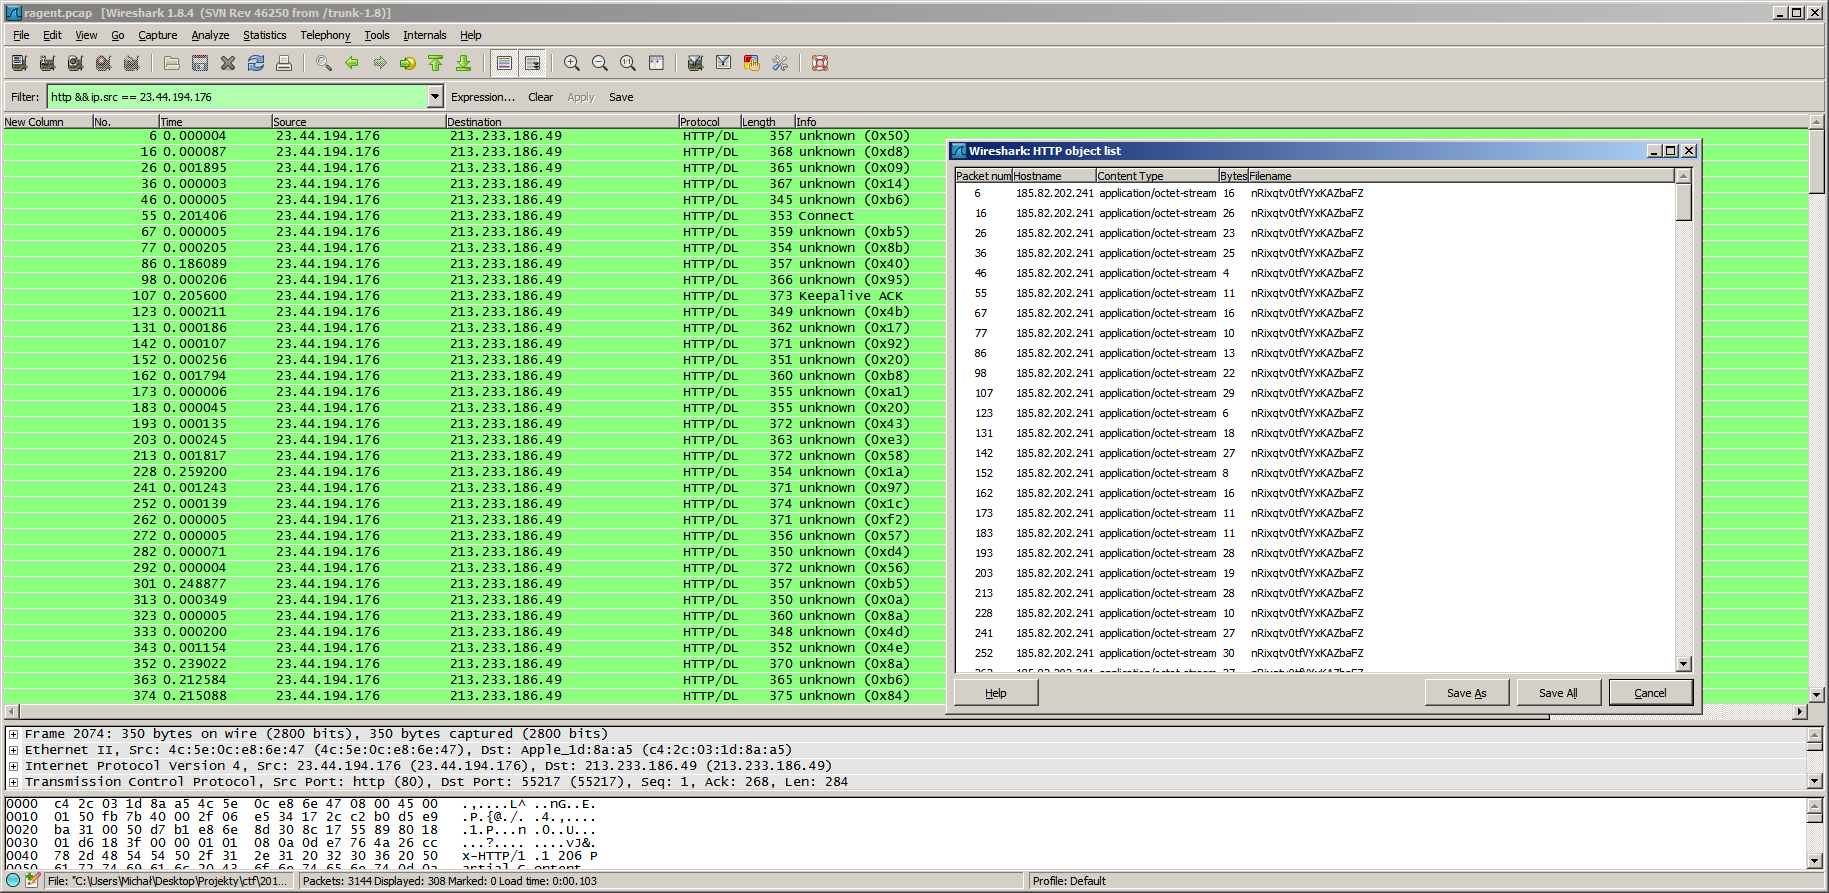 ragent.pcap [Wireshark 1.8.4 (SVN Rev 46250 from /trunk-1.8)]
File Edit View Go Capture Analyze Statistics Telephony Tools Internals Help
Filter: http && ip.src == 23.44.194.176 Expression... Clear Apply Save
New Column No. Time Source Destination Protocol Length Info
6 0.000004 23.44.194.176 213.233.186.49 HTTP/DL 357 unknown (0x50)
16 0.000087 23.44.194.176 213.233.186.49 HTTP/DL 368 unknown (0xd8)
26 0.001895 23.44.194.176 213.233.186.49 HTTP/DL 365 unknown (0x09)
36 0.000003 23.44.194.176 213.233.186.49 HTTP/DL 367 unknown (0x14)
46 0.000005 23.44.194.176 213.233.186.49 HTTP/DL 345 unknown (0xb6)
55 0.201406 23.44.194.176 213.233.186.49 HTTP/DL 353 Connect
67 0.000005 23.44.194.176 213.233.186.49 HTTP/DL 359 unknown (0xb5)
77 0.000205 23.44.194.176 213.233.186.49 HTTP/DL 354 unknown (0x8b)
86 0.186089 23.44.194.176 213.233.186.49 HTTP/DL 357 unknown (0x40)
98 0.000206 23.44.194.176 213.233.186.49 HTTP/DL 366 unknown (0x95)
107 0.205600 23.44.194.176 213.233.186.49 HTTP/DL 373 Keepalive ACK
123 0.000211 23.44.194.176 213.233.186.49 HTTP/DL 349 unknown (0x4b)
131 0.000186 23.44.194.176 213.233.186.49 HTTP/DL 362 unknown (0x17)
142 0.000107 23.44.194.176 213.233.186.49 HTTP/DL 371 unknown (0x92)
152 0.000256 23.44.194.176 213.233.186.49 HTTP/DL 351 unknown (0x20)
162 0.001794 23.44.194.176 213.233.186.49 HTTP/DL 360 unknown (0xb8)
173 0.000006 23.44.194.176 213.233.186.49 HTTP/DL 355 unknown (0xa1)
183 0.000045 23.44.194.176 213.233.186.49 HTTP/DL 355 unknown (0x20)
193 0.000135 23.44.194.176 213.233.186.49 HTTP/DL 372 unknown (0x43)
203 0.000245 23.44.194.176 213.233.186.49 HTTP/DL 363 unknown (0xe3)
213 0.001817 23.44.194.176 213.233.186.49 HTTP/DL 372 unknown (0x58)
228 0.259200 23.44.194.176 213.233.186.49 HTTP/DL 354 unknown (0x1a)
241 0.001243 23.44.194.176 213.233.186.49 HTTP/DL 371 unknown (0x97)
252 0.000139 23.44.194.176 213.233.186.49 HTTP/DL 374 unknown (0x1c)
262 0.000005 23.44.194.176 213.233.186.49 HTTP/DL 371 unknown (0xf2)
272 0.000005 23.44.194.176 213.233.186.49 HTTP/DL 356 unknown (0x57)
282 0.000071 23.44.194.176 213.233.186.49 HTTP/DL 350 unknown (0xd4)
292 0.000004 23.44.194.176 213.233.186.49 HTTP/DL 372 unknown (0x56)
301 0.248877 23.44.194.176 213.233.186.49 HTTP/DL 357 unknown (0xb5)
313 0.000349 23.44.194.176 213.233.186.49 HTTP/DL 350 unknown (0x0a)
323 0.000005 23.44.194.176 213.233.186.49 HTTP/DL 360 unknown (0x8a)
333 0.000200 23.44.194.176 213.233.186.49 HTTP/DL 348 unknown (0x4d)
343 0.001154 23.44.194.176 213.233.186.49 HTTP/DL 352 unknown (0x4e)
352 0.239022 23.44.194.176 213.233.186.49 HTTP/DL 370 unknown (0x8a)
363 0.212584 23.44.194.176 213.233.186.49 HTTP/DL 365 unknown (0xb6)
374 0.215088 23.44.194.176 213.233.186.49 HTTP/DL 375 unknown (0x84)
Wireshark: HTTP object list
Packet num Hostname Content Type Bytes Filename
6 185.82.202.241 application/octet-stream 16 nRixqtv0tfVYxKAZbaFZ
16 185.82.202.241 application/octet-stream 26 nRixqtv0tfVYxKAZbaFZ
26 185.82.202.241 application/octet-stream 23 nRixqtv0tfVYxKAZbaFZ
36 185.82.202.241 application/octet-stream 25 nRixqtv0tfVYxKAZbaFZ
46 185.82.202.241 application/octet-stream 4 nRixqtv0tfVYxKAZbaFZ
55 185.82.202.241 application/octet-stream 11 nRixqtv0tfVYxKAZbaFZ
67 185.82.202.241 application/octet-stream 16 nRixqtv0tfVYxKAZbaFZ
77 185.82.202.241 application/octet-stream 10 nRixqtv0tfVYxKAZbaFZ
86 185.82.202.241 application/octet-stream 13 nRixqtv0tfVYxKAZbaFZ
98 185.82.202.241 application/octet-stream 22 nRixqtv0tfVYxKAZbaFZ
107 185.82.202.241 application/octet-stream 29 nRixqtv0tfVYxKAZbaFZ
123 185.82.202.241 application/octet-stream 6 nRixqtv0tfVYxKAZbaFZ
131 185.82.202.241 application/octet-stream 18 nRixqtv0tfVYxKAZbaFZ
142 185.82.202.241 application/octet-stream 27 nRixqtv0tfVYxKAZbaFZ
152 185.82.202.241 application/octet-stream 8 nRixqtv0tfVYxKAZbaFZ
162 185.82.202.241 application/octet-stream 16 nRixqtv0tfVYxKAZbaFZ
173 185.82.202.241 application/octet-stream 11 nRixqtv0tfVYxKAZbaFZ
183 185.82.202.241 application/octet-stream 11 nRixqtv0tfVYxKAZbaFZ
193 185.82.202.241 application/octet-stream 28 nRixqtv0tfVYxKAZbaFZ
203 185.82.202.241 application/octet-stream 19 nRixqtv0tfVYxKAZbaFZ
213 185.82.202.241 application/octet-stream 28 nRixqtv0tfVYxKAZbaFZ
228 185.82.202.241 application/octet-stream 10 nRixqtv0tfVYxKAZbaFZ
241 185.82.202.241 application/octet-stream 27 nRixqtv0tfVYxKAZbaFZ
252 185.82.202.241 application/octet-stream 30 nRixqtv0tfVYxKAZbaFZ
Help Save As Save All Cancel
Frame 2074: 350 bytes on wire (2800 bits), 350 bytes captured (2800 bits)
Ethernet II, Src: 4c:5e:0c:e8:6e:47 (4c:5e:0c:e8:6e:47), Dst: Apple_1d:8a:a5 (c4:2c:03:1d:8a:a5)
Internet Protocol Version 4, Src: 23.44.194.176 (23.44.194.176), Dst: 213.233.186.49 (213.233.186.49)
Transmission Control Protocol, Src Port: http (80), Dst Port: 55217 (55217), Seq: 1, Ack: 268, Len: 284
0000 c4 2c 03 1d 8a a5 4c 5e 0c e8 6e 47 08 00 45 00 .,....L^ ..nG..E.
0010 01 50 fb 7b 40 00 2f 06 e5 34 17 2c c2 b0 d5 e9 .P.{@./. .4.,....
0020 ba 31 00 50 d7 b1 e8 6e 8d 30 8c 17 55 89 80 18 .1.P...n .0..U...
0030 01 d6 18 3f 00 00 01 01 08 0a 0d e7 76 4a 26 cc ...?.... ....vJ&.
0040 78 2d 48 54 54 50 2f 31 2e 31 20 32 30 36 20 50 x-HTTP/1 .1 206 P
0050 61 72 74 69 61 6c 20 43 6f 6e 74 65 6e 74 0d 0a artial C ontent..
File: "C:\Users\Michał\Desktop\Projekty\ctf\201... Packets: 3144 Displayed: 308 Marked: 0 Load time: 0:00.103 Profile: Default